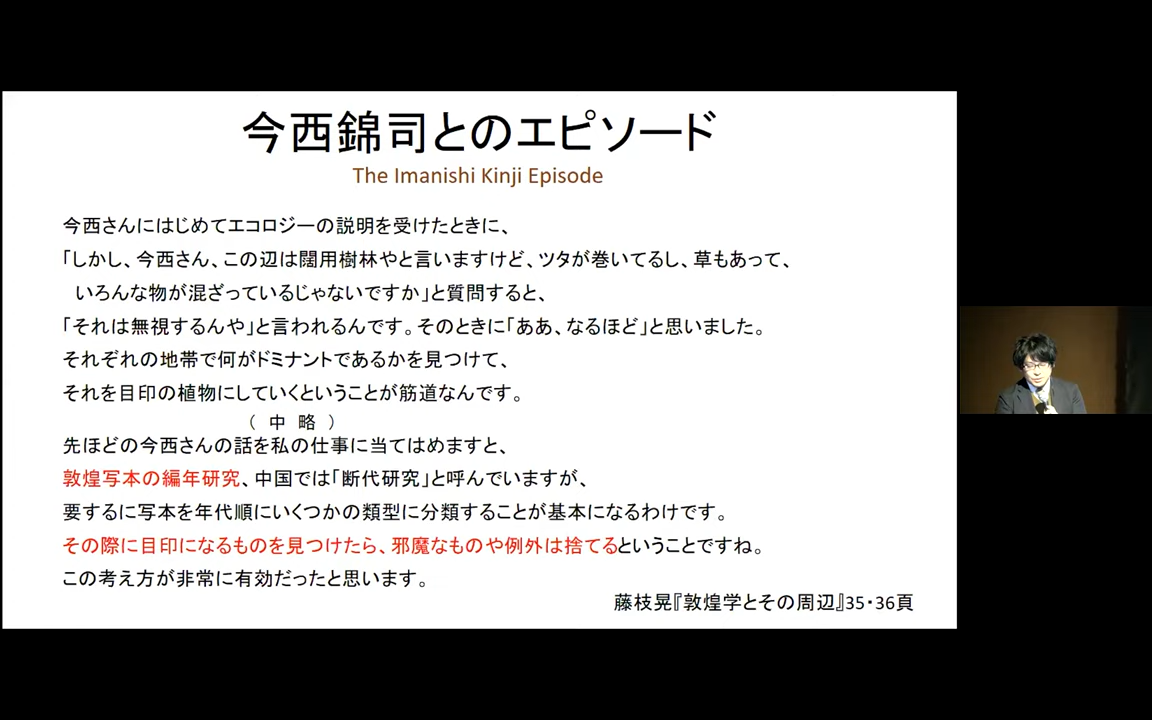 今西錦司とのエピソード
The Imanishi Kinji Episode
今西さんにはじめてエコロジーの説明を受けたときに、
「しかし、今西さん、この辺は闊用樹林やと言いますけど、ツタが巻いてるし、草もあって、
いろんな物が混ざっているじゃないですか」と質問すると、
「それは無視するんや」と言われるんです。そのときに「ああ、なるほど」と思いました。
それぞれの地帯で何がドミナントであるかを見つけて、
それを目印の植物にしていくということが筋道なんです。
（ 中 略 ）
先ほどの今西さんの話を私の仕事に当てはめますと、
敦煌写本の編年研究、中国では「断代研究」と呼んでいますが、
要するに写本を年代順にいくつかの類型に分類することが基本になるわけです。
その際に目印になるものを見つけたら、邪魔なものや例外は捨てるということですね。
この考え方が非常に有効だったと思います。
藤枝晃『敦煌学とその周辺』35・36頁